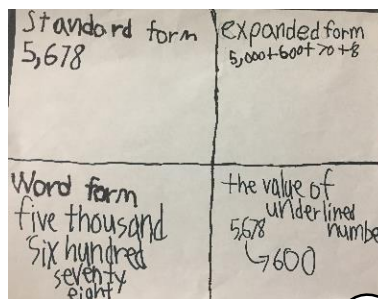 Standard form
5,678
expanded form
5,000+600+70+8
Word form
five thousand
six hundred
seventy
eight
the value of
underlined
number
5,678
600